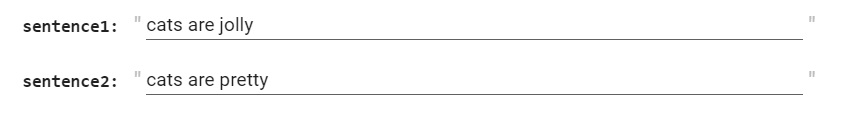 sentence1: "cats are jolly"
sentence2: "cats are pretty"